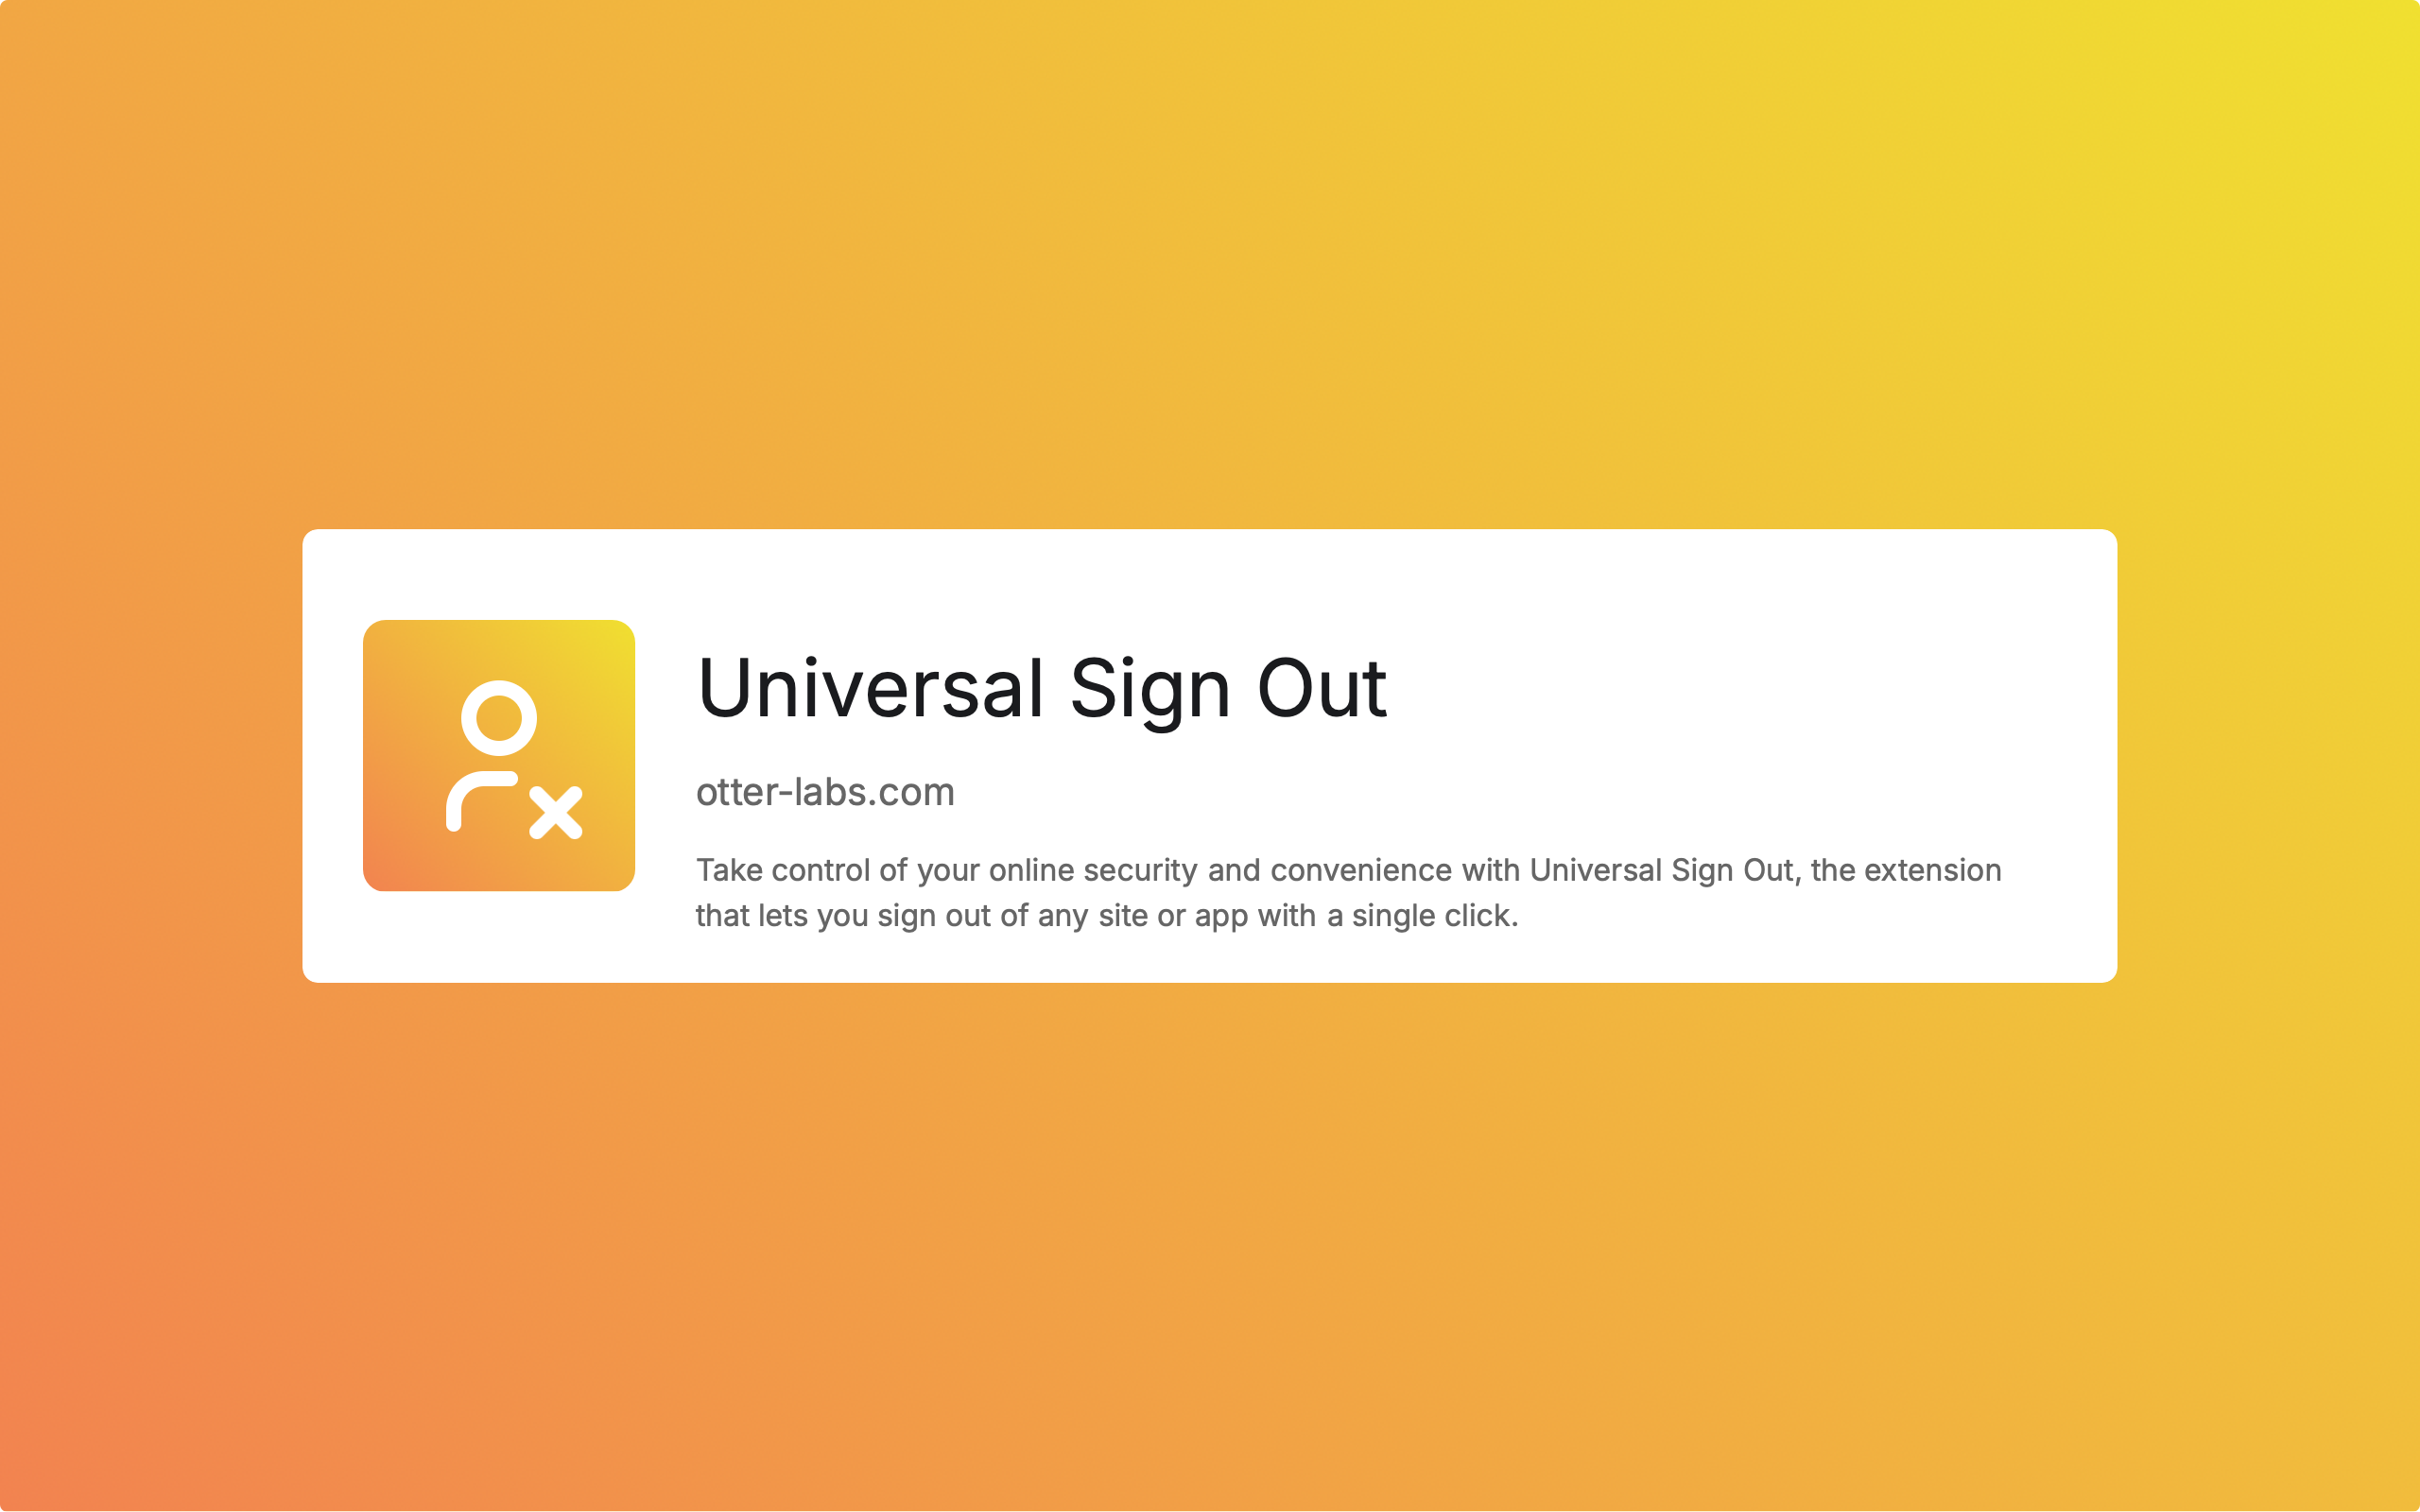 Universal Sign Out
otter-labs.com
Take control of your online security and convenience with Universal Sign Out, the extension
that lets you sign out of any site or app with a single click.